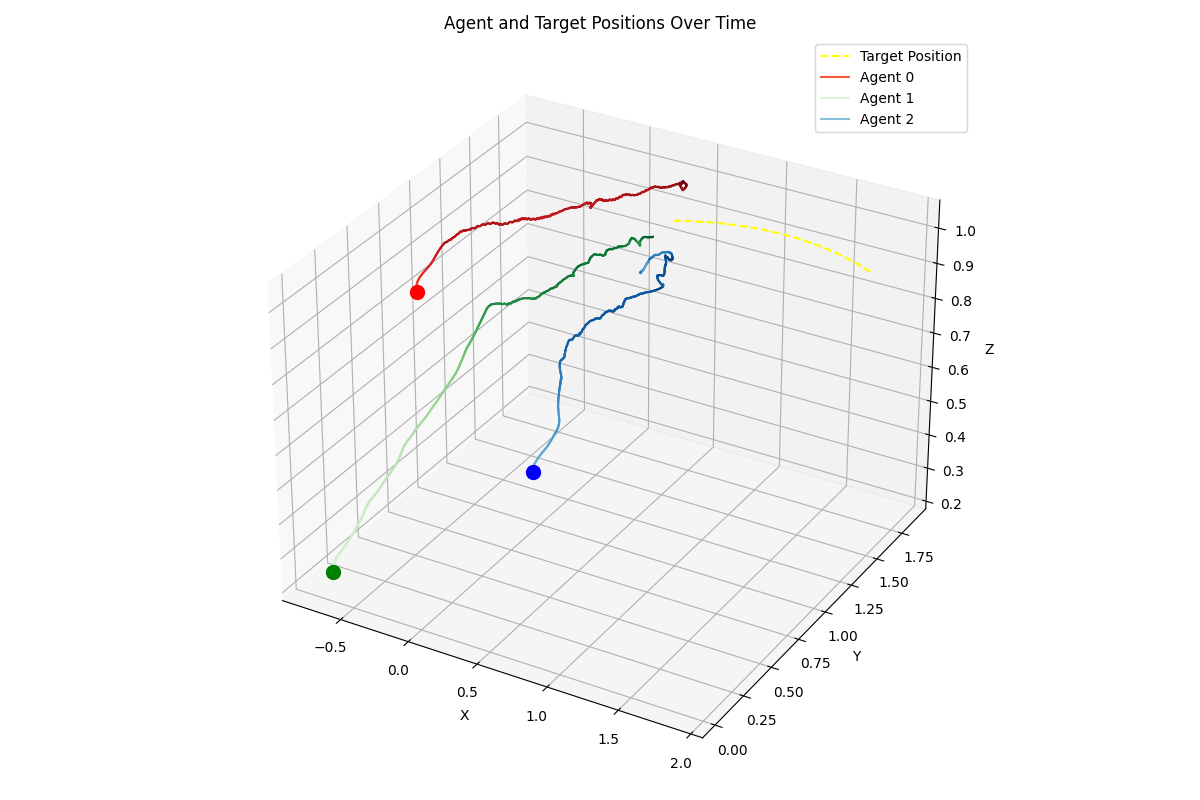 Agent and Target Positions Over Time
Target Position
Agent 0
Agent 1
Agent 2
1.0
0.9
0.8
0.7
0.6
0.5
0.4
0.3
0.2
Z
1.75
1.50
1.25
1.00
0.75
0.50
0.25
0.00
Y
−0.5
0.0
0.5
1.0
1.5
2.0
X